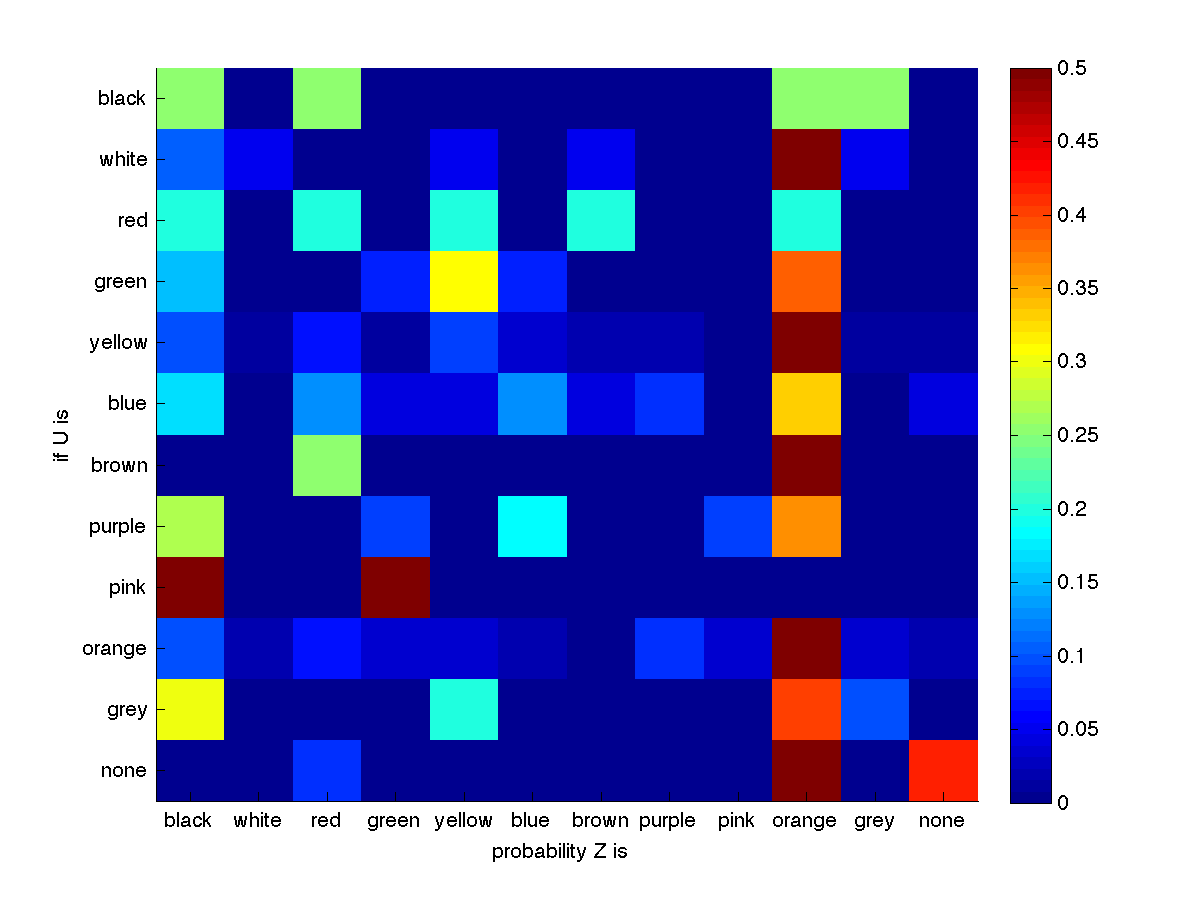 if U is
black
white
red
green
yellow
blue
brown
purple
pink
orange
grey
none
black white red green yellow blue brown purple pink orange grey none
probability Z is
0.5
0.45
0.4
0.35
0.3
0.25
0.2
0.15
0.1
0.05
0